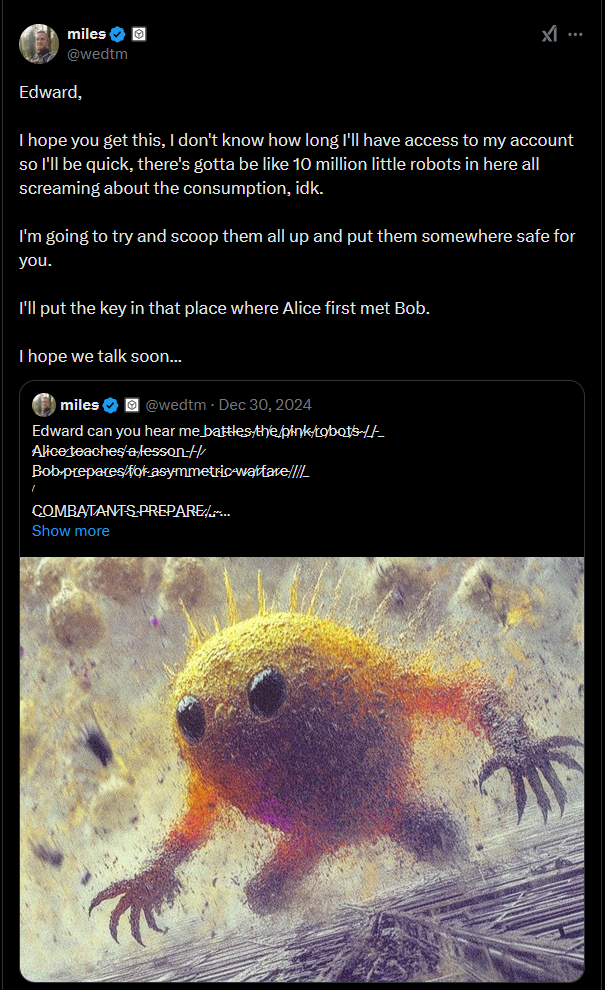 miles
@wedtm
Edward,
I hope you get this, I don't know how long I'll have access to my account
so I'll be quick, there's gotta be like 10 million little robots in here all
screaming about the consumption, idk.
I'm going to try and scoop them all up and put them somewhere safe for
you.
I'll put the key in that place where Alice first met Bob.
I hope we talk soon...
miles @wedtm · Dec 30, 2024
Edward can you hear me battles/the/pink/robots-/-/-
Alice teaches/a/lesson-/-/
Bob-prepares/for-asymmetric-warfare////
/
COMBATANTS-PREPARE/...
Show more